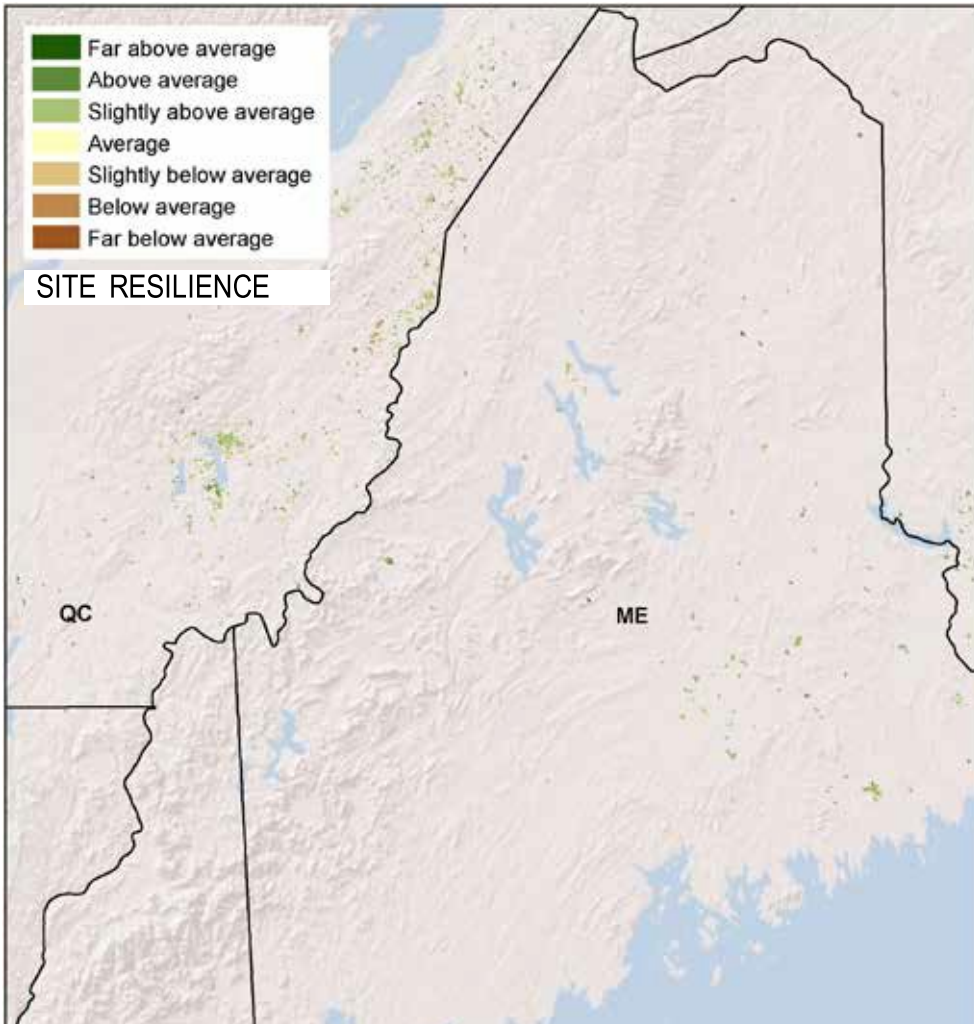 Far above average
Above average
Slightly above average
Average
Slightly below average
Below average
Far below average
SITE RESILIENCE
QC
ME